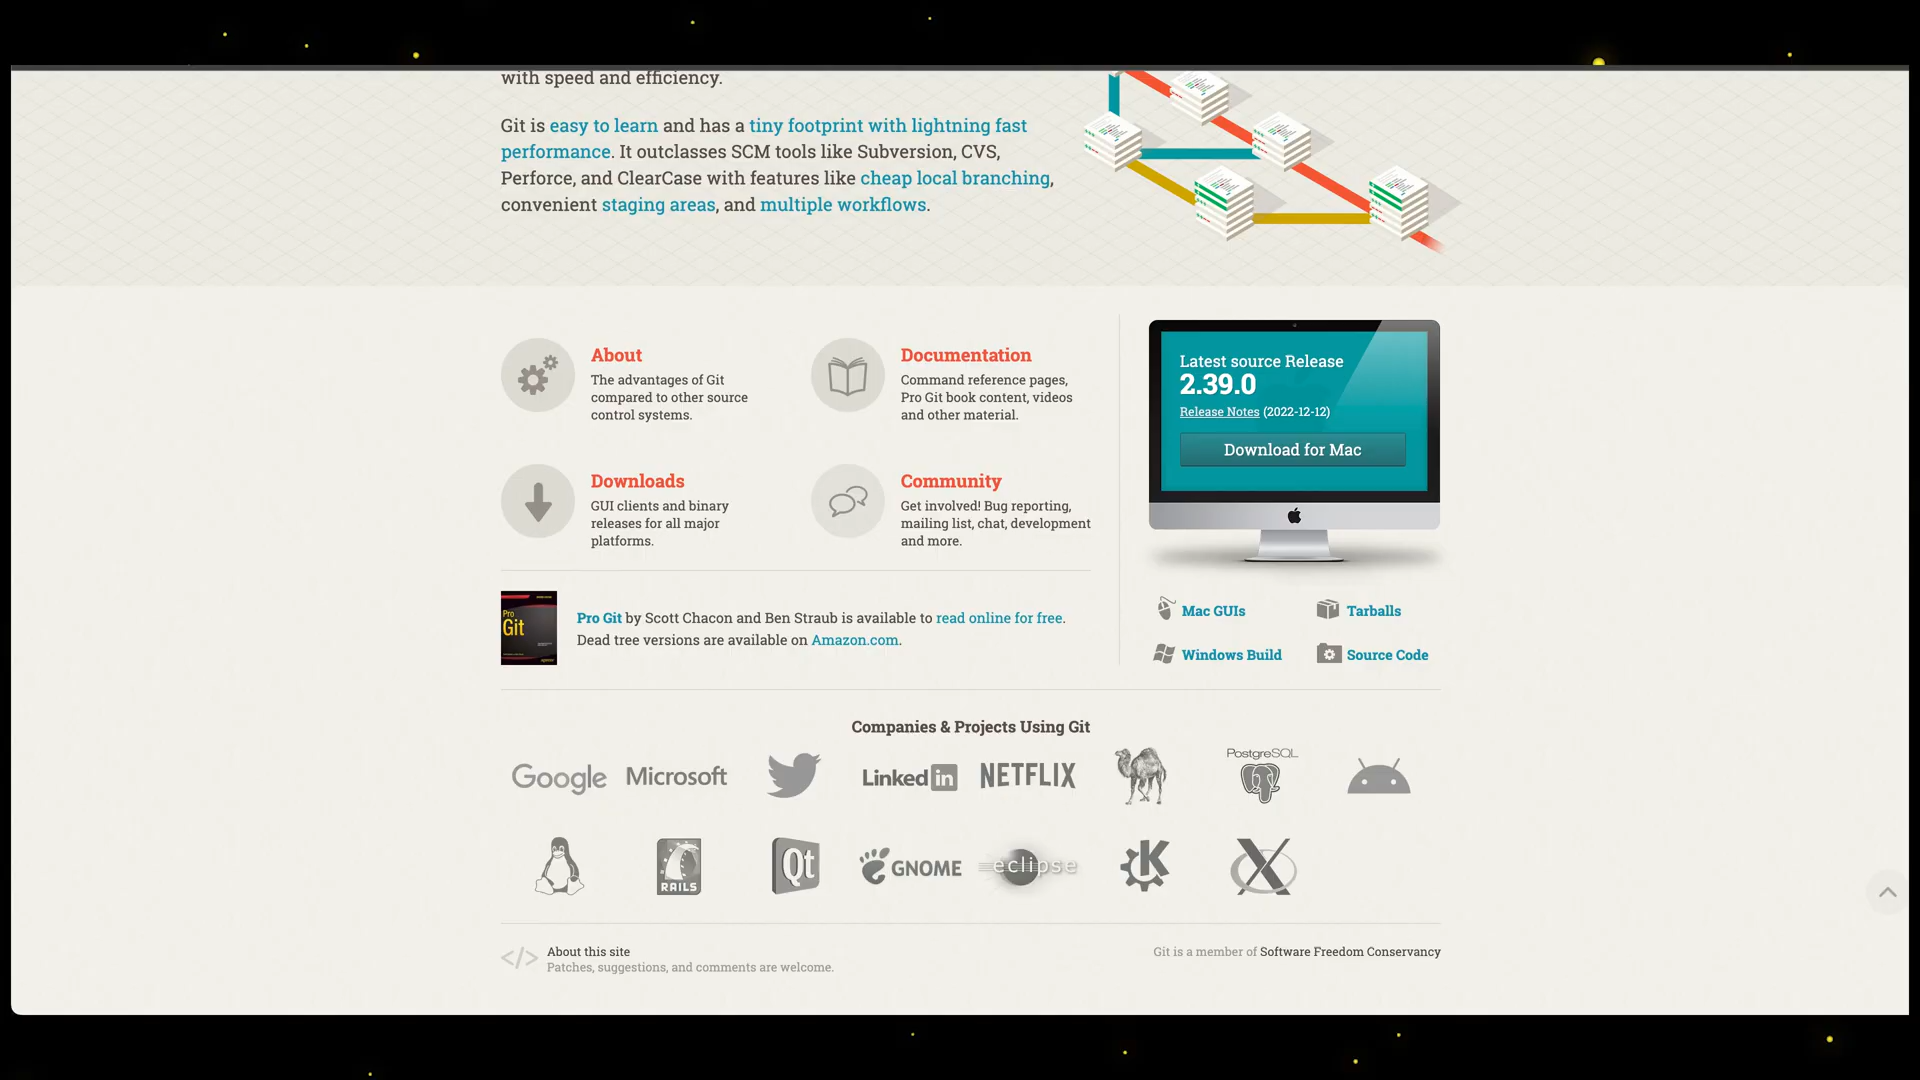 with speed and efficiency.
Git is easy to learn and has a tiny footprint with lightning fast
performance. It outclasses SCM tools like Subversion, CVS,
Perforce, and ClearCase with features like cheap local branching,
convenient staging areas, and multiple workflows.
About
The advantages of Git
compared to other source
control systems.
Documentation
Command reference pages,
Pro Git book content, videos
and other material.
Downloads
GUI clients and binary
releases for all major
platforms.
Community
Get involved! Bug reporting,
mailing list, chat, development
and more.
Latest source Release
2.39.0
Release Notes (2022-12-12)
Download for Mac
Pro
Git
Pro Git by Scott Chacon and Ben Straub is available to read online for free.
Dead tree versions are available on Amazon.com.
Mac GUIs
Tarballs
Windows Build
Source Code
Companies & Projects Using Git
Google Microsoft LinkedIn NETFLIX PostgreSQL
RAILS Qt GNOME eclipse K X
</> About this site
Patches, suggestions, and comments are welcome.
Git is a member of Software Freedom Conservancy